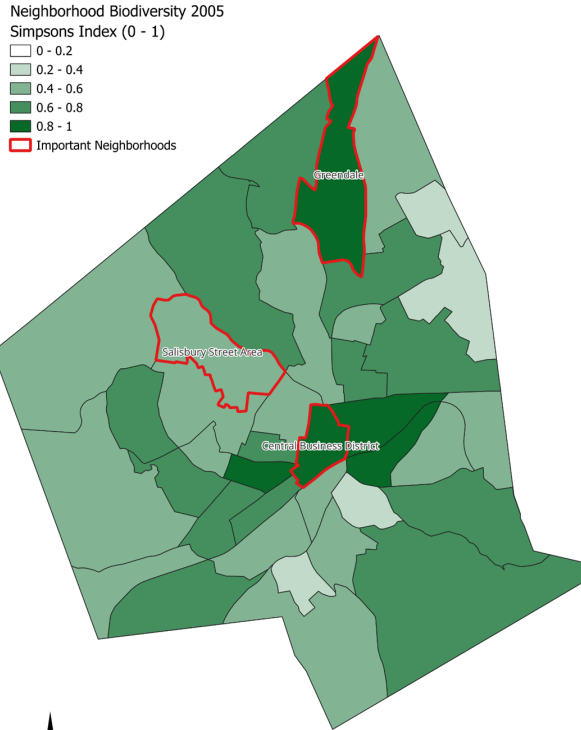 Neighborhood Biodiversity 2005
Simpsons Index (0 - 1)
0 - 0.2
0.2 - 0.4
0.4 - 0.6
0.6 - 0.8
0.8 - 1
Important Neighborhoods
Greendale
Salisbury Street Area
Central Business District